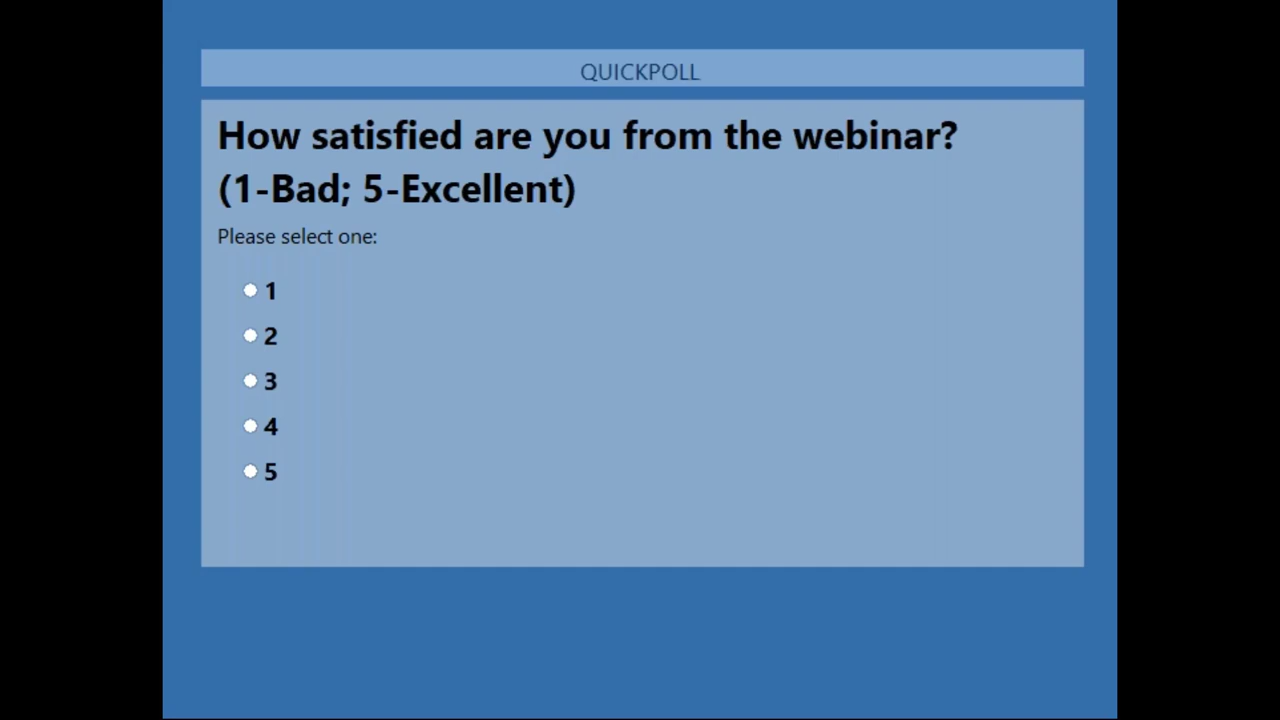 QUICKPOLL
How satisfied are you from the webinar?
(1-Bad; 5-Excellent)
Please select one:
1
2
3
4
5